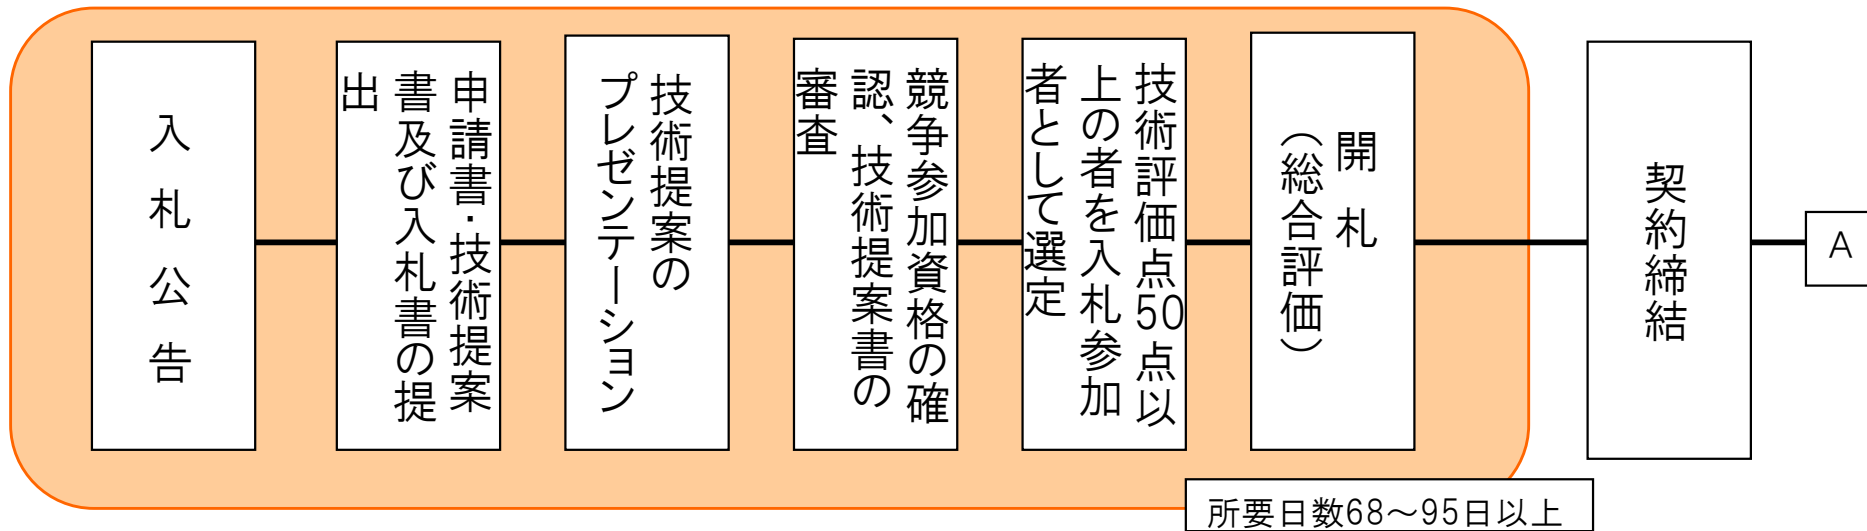 入札公告
申請書・技術提案
書及び入札書の提
出
技術提案の
プレゼンテーション
競争参加資格の確
認、技術提案書の
審査
技術評価点50点以
上の者を入札参加
者として選定
開札
（総合評価）
契約締結
A
所要日数68～95日以上